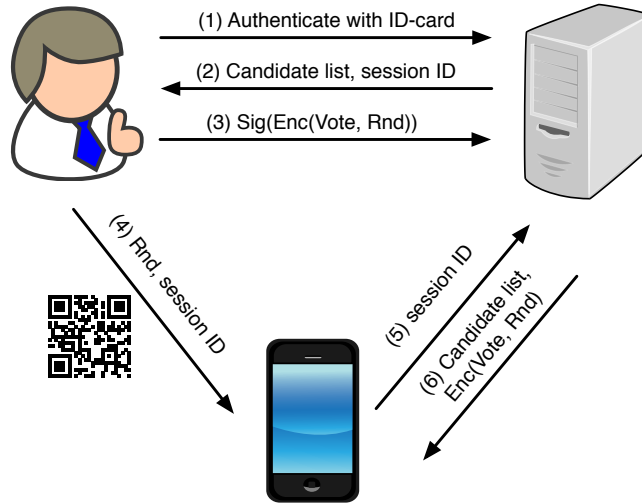 (1) Authenticate with ID-card
(2) Candidate list, session ID
(3) Sig(Enc(Vote, Rnd))
(4) Rnd, session ID
(5) session ID
(6) Candidate list,
Enc(Vote, Rnd)